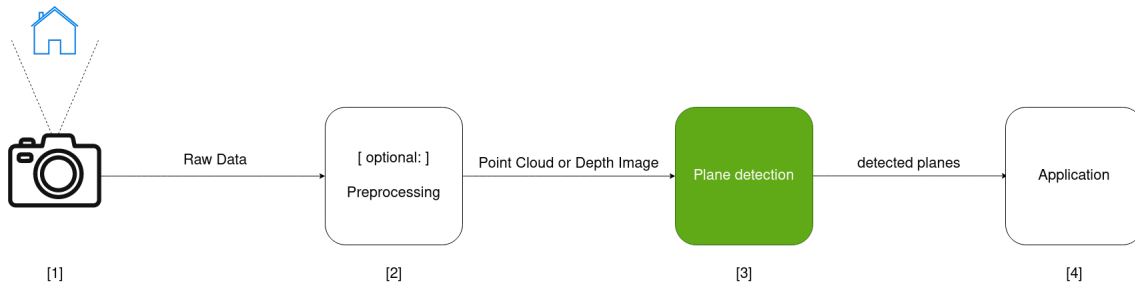 Raw Data
[ optional: ]
Preprocessing
Point Cloud or Depth Image
Plane detection
detected planes
Application
[1]
[2]
[3]
[4]